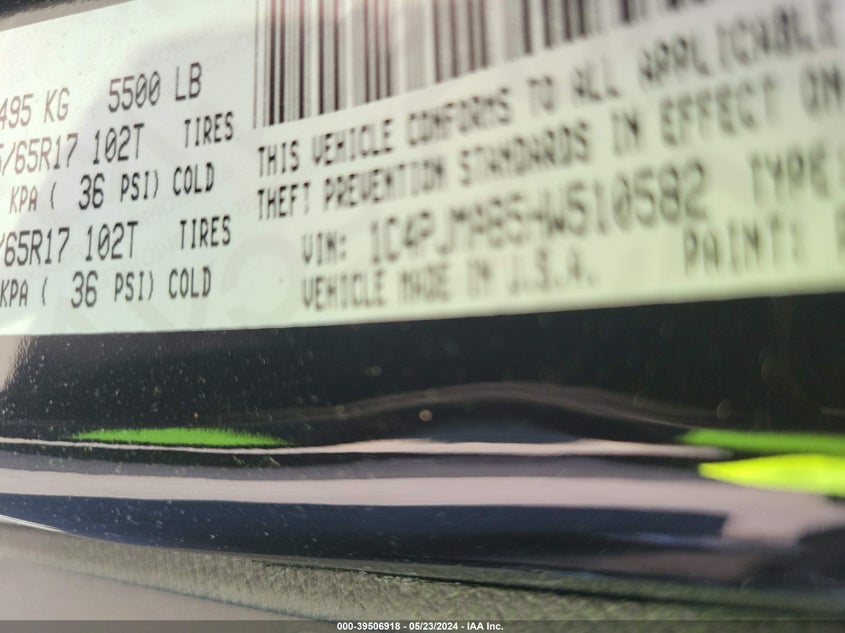 495 KG 5500 LB
/65R17 102T TIRES
KPA ( 36 PSI) COLD
/65R17 102T TIRES
KPA ( 36 PSI) COLD
THIS VEHICLE CONFORMS TO ALL APPLICABLE
THEFT PREVENTION STANDARDS IN EFFECT ON
VIN: TYPE:
VEHICLE MADE IN U.S.A. PAINT:
000-39506918 - 05/23/2024 - IAA Inc.